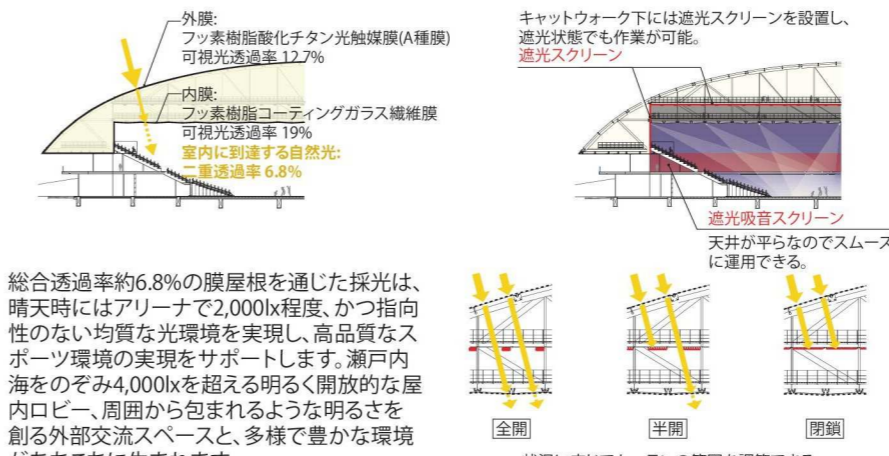 外膜:
フッ素樹脂酸化チタン光触媒膜(A種膜)
可視光透過率 12.7%
内膜:
フッ素樹脂コーティングガラス繊維膜
可視光透過率 19%
室内に到達する自然光:
二重透過率 6.8%
キャットウォーク下には遮光スクリーンを設置し、
遮光状態でも作業が可能。
遮光スクリーン
遮光吸音スクリーン
天井が平らなのでスムース
に運用できる。
総合透過率約6.8%の膜屋根を通じた採光は、
晴天時にはアリーナで2,000lx程度、かつ指向
性のない均質な光環境を実現し、高品質なス
ポーツ環境の実現をサポートします。瀬戸内
海をのぞみ4,000lxを超える明るく開放的な屋
内ロビー、周囲から包まれるような明るさを
創る外部交流スペースと、多様で豊かな環境
全開
半開
閉鎖